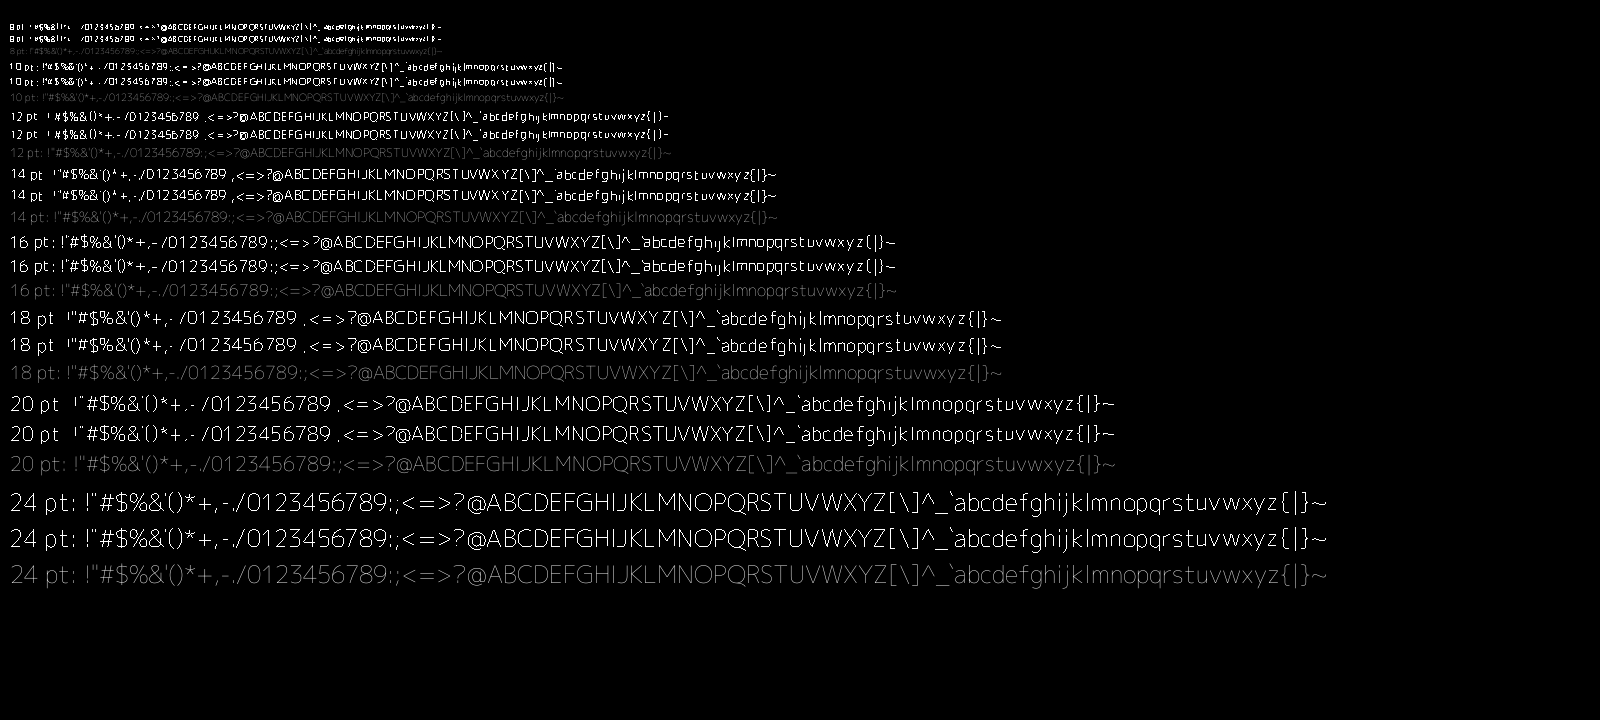 8 pt: !"#$%&'()*+,-./0123456789:;<=>?@ABCDEFGHIJKLMNOPQRSTUVWXYZ[\]^_`abcdefghijklmnopqrstuvwxyz{|}~
8 pt: !"#$%&'()*+,-./0123456789:;<=>?@ABCDEFGHIJKLMNOPQRSTUVWXYZ[\]^_`abcdefghijklmnopqrstuvwxyz{|}~
8 pt: !"#$%&'()*+,-./0123456789:;<=>?@ABCDEFGHIJKLMNOPQRSTUVWXYZ[\]^_`abcdefghijklmnopqrstuvwxyz{|}~
10 pt: !"#$%&'()*+,-./0123456789:;<=>?@ABCDEFGHIJKLMNOPQRSTUVWXYZ[\]^_`abcdefghijklmnopqrstuvwxyz{|}~
10 pt: !"#$%&'()*+,-./0123456789:;<=>?@ABCDEFGHIJKLMNOPQRSTUVWXYZ[\]^_`abcdefghijklmnopqrstuvwxyz{|}~
10 pt: !"#$%&'()*+,-./0123456789:;<=>?@ABCDEFGHIJKLMNOPQRSTUVWXYZ[\]^_`abcdefghijklmnopqrstuvwxyz{|}~
12 pt: !"#$%&'()*+,-./0123456789:;<=>?@ABCDEFGHIJKLMNOPQRSTUVWXYZ[\]^_`abcdefghijklmnopqrstuvwxyz{|}~
12 pt: !"#$%&'()*+,-./0123456789:;<=>?@ABCDEFGHIJKLMNOPQRSTUVWXYZ[\]^_`abcdefghijklmnopqrstuvwxyz{|}~
12 pt: !"#$%&'()*+,-./0123456789:;<=>?@ABCDEFGHIJKLMNOPQRSTUVWXYZ[\]^_`abcdefghijklmnopqrstuvwxyz{|}~
14 pt: !"#$%&'()*+,-./0123456789:;<=>?@ABCDEFGHIJKLMNOPQRSTUVWXYZ[\]^_`abcdefghijklmnopqrstuvwxyz{|}~
14 pt: !"#$%&'()*+,-./0123456789:;<=>?@ABCDEFGHIJKLMNOPQRSTUVWXYZ[\]^_`abcdefghijklmnopqrstuvwxyz{|}~
14 pt: !"#$%&'()*+,-./0123456789:;<=>?@ABCDEFGHIJKLMNOPQRSTUVWXYZ[\]^_`abcdefghijklmnopqrstuvwxyz{|}~
16 pt: !"#$%&'()*+,-./0123456789:;<=>?@ABCDEFGHIJKLMNOPQRSTUVWXYZ[\]^_`abcdefghijklmnopqrstuvwxyz{|}~
16 pt: !"#$%&'()*+,-./0123456789:;<=>?@ABCDEFGHIJKLMNOPQRSTUVWXYZ[\]^_`abcdefghijklmnopqrstuvwxyz{|}~
16 pt: !"#$%&'()*+,-./0123456789:;<=>?@ABCDEFGHIJKLMNOPQRSTUVWXYZ[\]^_`abcdefghijklmnopqrstuvwxyz{|}~
18 pt: !"#$%&'()*+,-./0123456789:;<=>?@ABCDEFGHIJKLMNOPQRSTUVWXYZ[\]^_`abcdefghijklmnopqrstuvwxyz{|}~
18 pt: !"#$%&'()*+,-./0123456789:;<=>?@ABCDEFGHIJKLMNOPQRSTUVWXYZ[\]^_`abcdefghijklmnopqrstuvwxyz{|}~
18 pt: !"#$%&'()*+,-./0123456789:;<=>?@ABCDEFGHIJKLMNOPQRSTUVWXYZ[\]^_`abcdefghijklmnopqrstuvwxyz{|}~
20 pt: !"#$%&'()*+,-./0123456789:;<=>?@ABCDEFGHIJKLMNOPQRSTUVWXYZ[\]^_`abcdefghijklmnopqrstuvwxyz{|}~
20 pt: !"#$%&'()*+,-./0123456789:;<=>?@ABCDEFGHIJKLMNOPQRSTUVWXYZ[\]^_`abcdefghijklmnopqrstuvwxyz{|}~
20 pt: !"#$%&'()*+,-./0123456789:;<=>?@ABCDEFGHIJKLMNOPQRSTUVWXYZ[\]^_`abcdefghijklmnopqrstuvwxyz{|}~
24 pt: !"#$%&'()*+,-./0123456789:;<=>?@ABCDEFGHIJKLMNOPQRSTUVWXYZ[\]^_`abcdefghijklmnopqrstuvwxyz{|}~
24 pt: !"#$%&'()*+,-./0123456789:;<=>?@ABCDEFGHIJKLMNOPQRSTUVWXYZ[\]^_`abcdefghijklmnopqrstuvwxyz{|}~
24 pt: !"#$%&'()*+,-./0123456789:;<=>?@ABCDEFGHIJKLMNOPQRSTUVWXYZ[\]^_`abcdefghijklmnopqrstuvwxyz{|}~